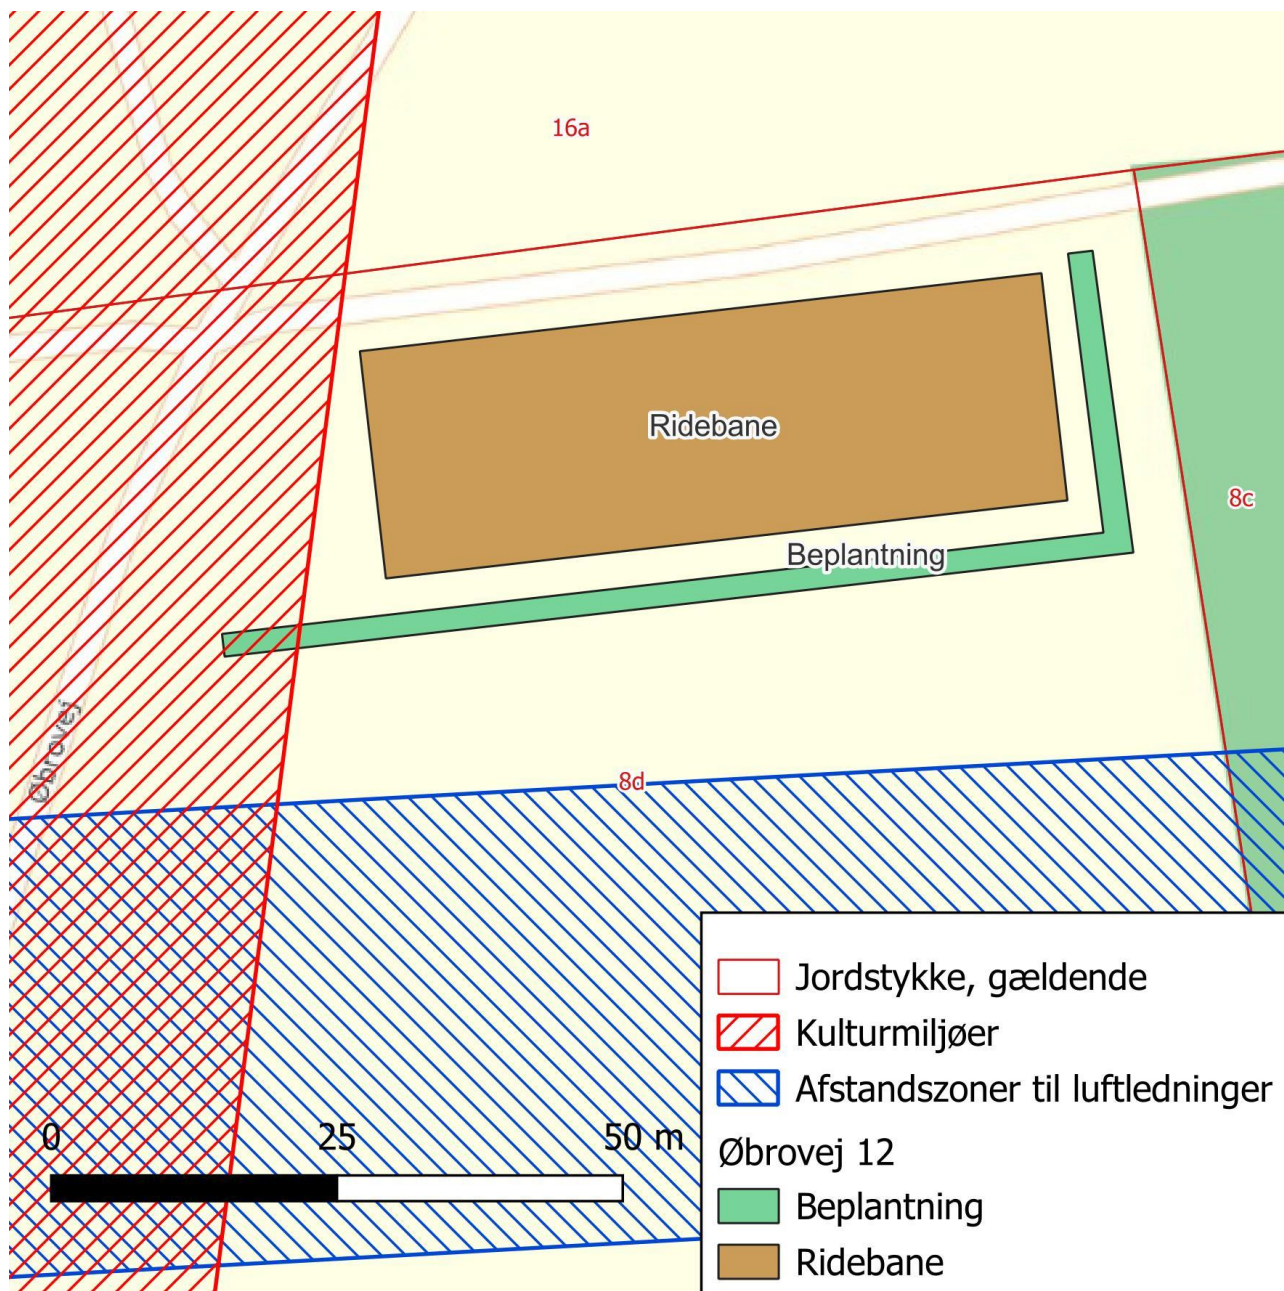 16a
Ridebane
8c
Beplantning
Øbrovej
8d
Jordstykke, gældende
Kulturmiljøer
Afstandszoner til luftledninger
0 25 50 m
Øbrovej 12
Beplantning
Ridebane